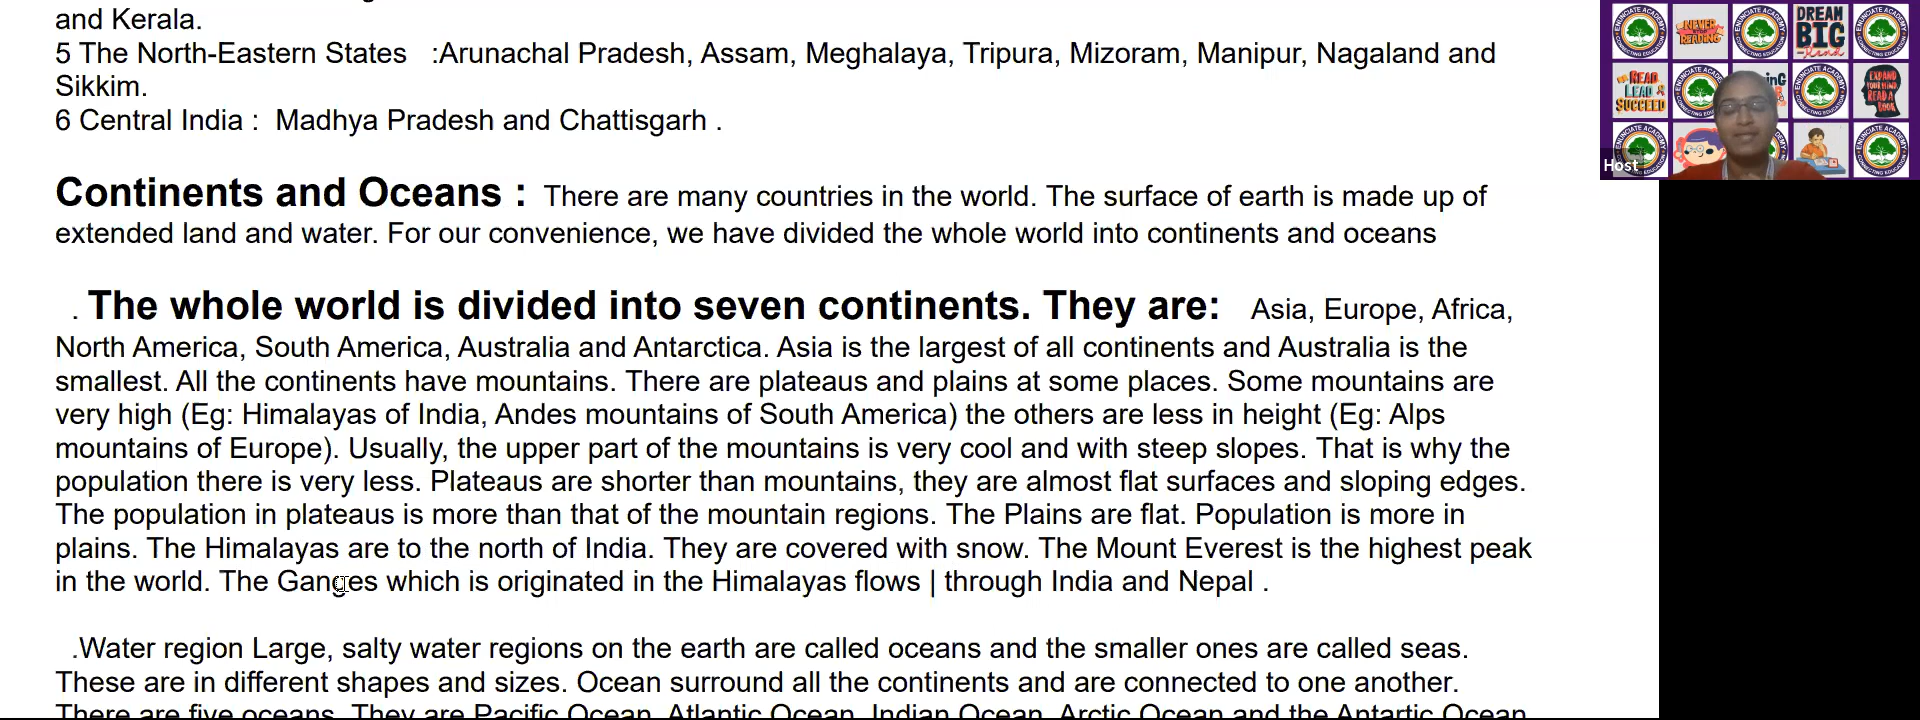 and Kerala.
5 The North-Eastern States :Arunachal Pradesh, Assam, Meghalaya, Tripura, Mizoram, Manipur, Nagaland and
Sikkim.
6 Central India : Madhya Pradesh and Chattisgarh .
Continents and Oceans : There are many countries in the world. The surface of earth is made up of
extended land and water. For our convenience, we have divided the whole world into continents and oceans
. The whole world is divided into seven continents. They are: Asia, Europe, Africa,
North America, South America, Australia and Antarctica. Asia is the largest of all continents and Australia is the
smallest. All the continents have mountains. There are plateaus and plains at some places. Some mountains are
very high (Eg: Himalayas of India, Andes mountains of South America) the others are less in height (Eg: Alps
mountains of Europe). Usually, the upper part of the mountains is very cool and with steep slopes. That is why the
population there is very less. Plateaus are shorter than mountains, they are almost flat surfaces and sloping edges.
The population in plateaus is more than that of the mountain regions. The Plains are flat. Population is more in
plains. The Himalayas are to the north of India. They are covered with snow. The Mount Everest is the highest peak
in the world. The Ganges which is originated in the Himalayas flows | through India and Nepal .
.Water region Large, salty water regions on the earth are called oceans and the smaller ones are called seas.
These are in different shapes and sizes. Ocean surround all the continents and are connected to one another.
There are five oceans. They are Pacific Ocean, Atlantic Ocean, Indian Ocean, Arctic Ocean and the Antartic Ocean
DREAM
BIG
READ
LEAD
SUCCEED
EXPAND
YOUR MIND
READ A
BOOK
ENUNCIATE ACADEMY
Host